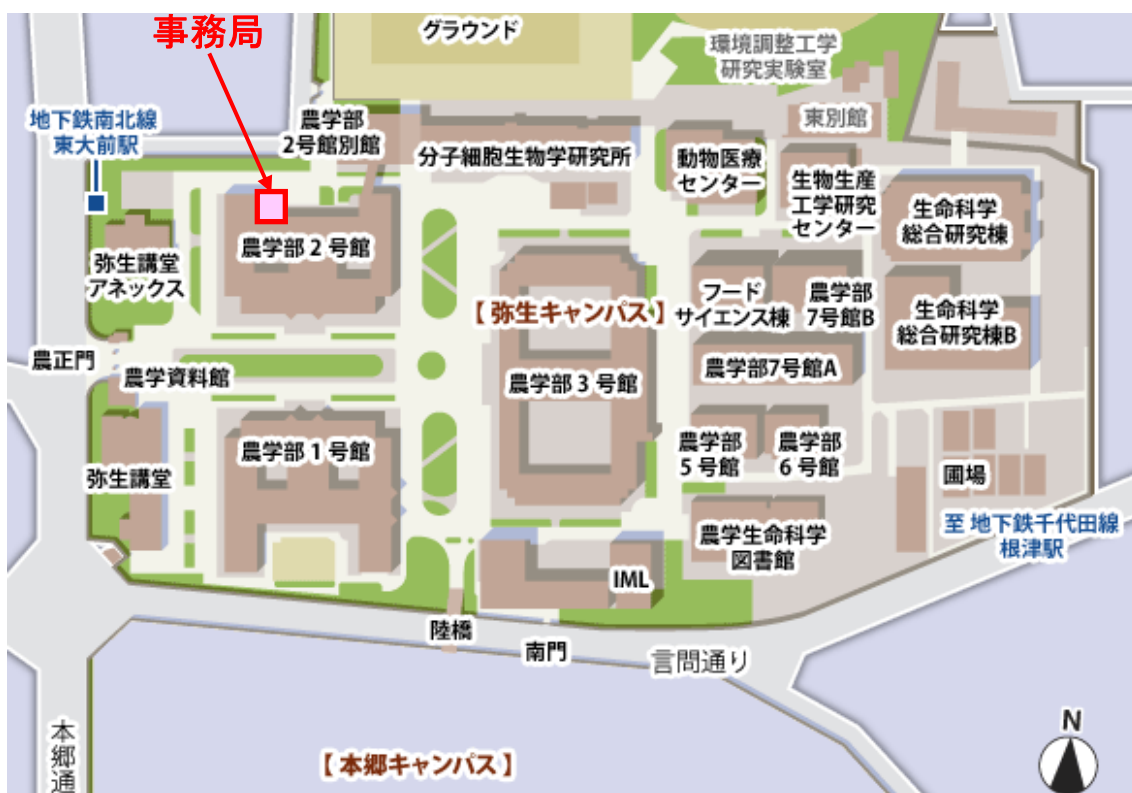 事務局
グラウンド
環境調整工学
研究実験室
地下鉄南北線
東大前駅
農学部
2号館別館
東別館
分子細胞生物学研究所
動物医療
センター
生物生産
工学研究
センター
生命科学
総合研究棟
弥生講堂
アネックス
農学部2号館
【弥生キャンパス】
フード
サイエンス棟
農学部
7号館B
生命科学
総合研究棟B
農正門
農学資料館
農学部3号館
農学部7号館A
弥生講堂
農学部1号館
農学部
5号館
農学部
6号館
圃場
農学生命科学
図書館
至 地下鉄千代田線
根津駅
IML
陸橋
南門
言問通り
本郷通
【本郷キャンパス】
N